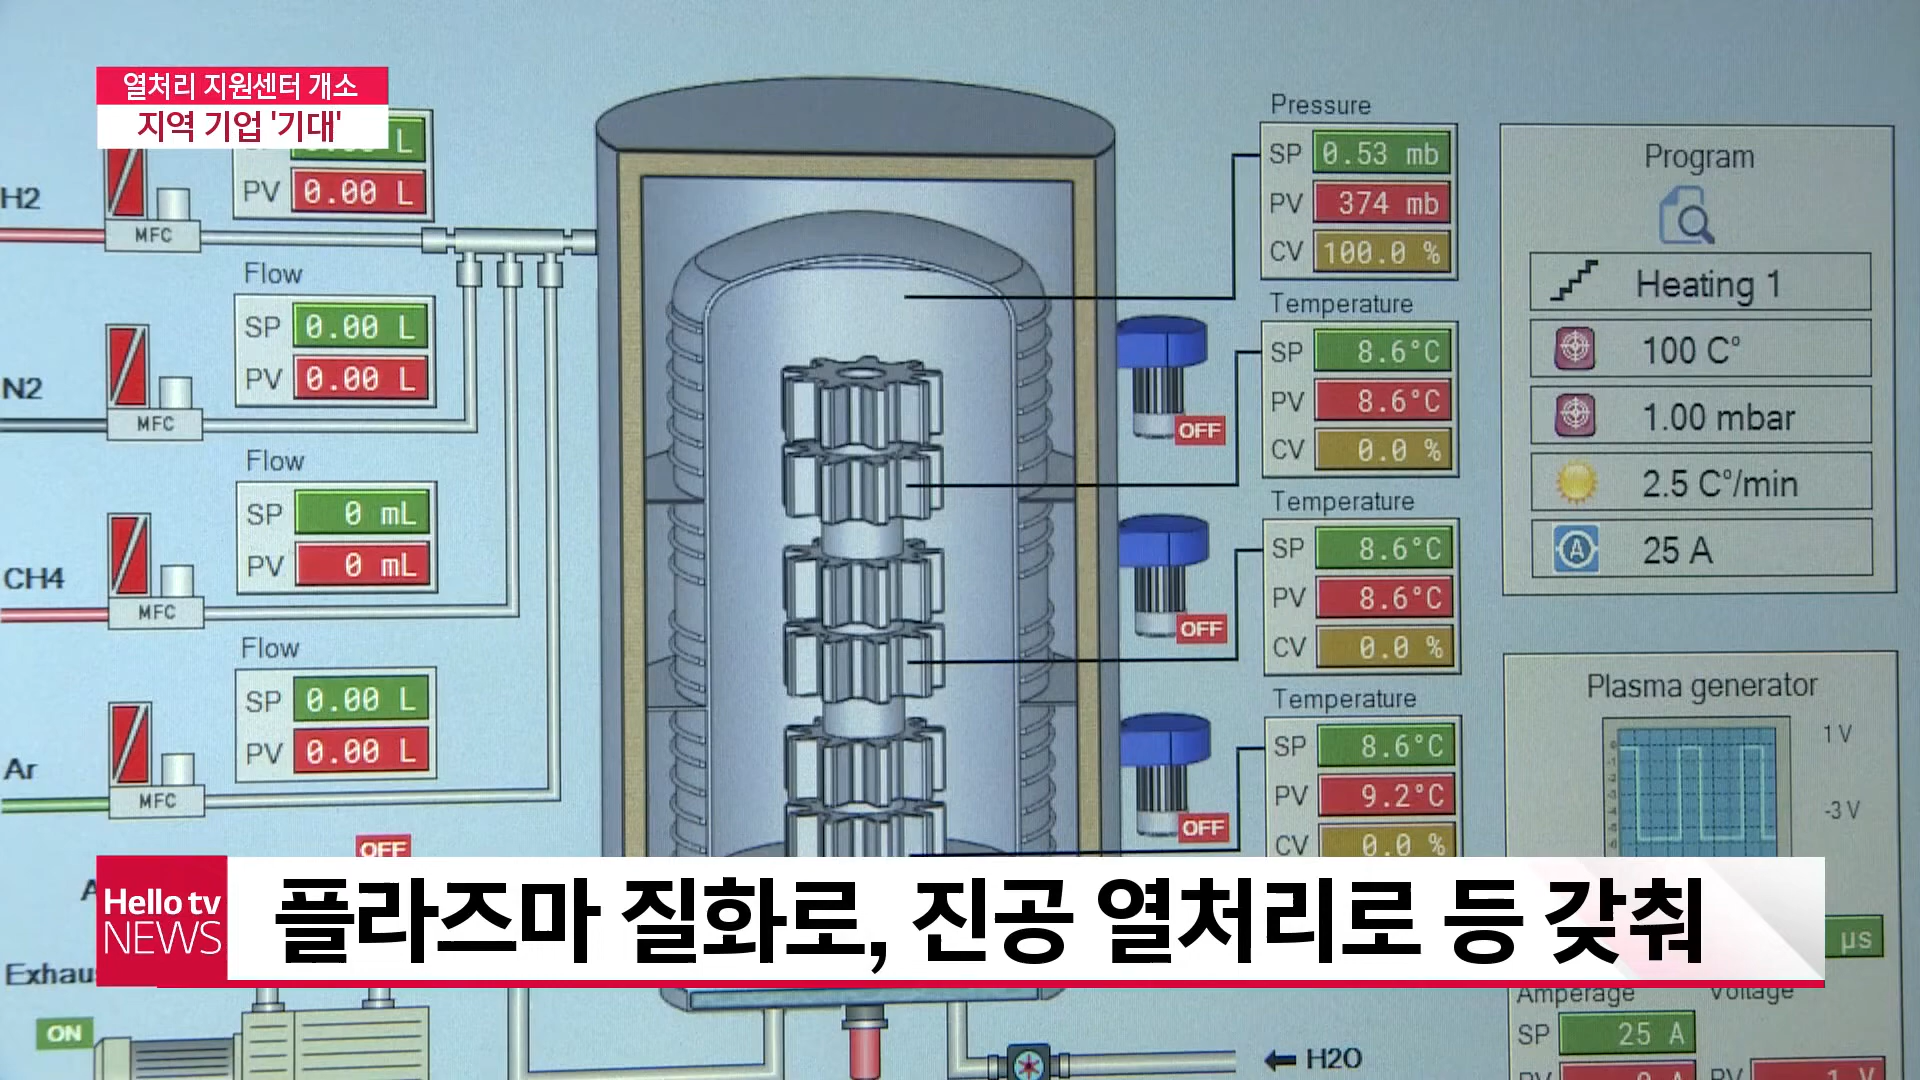 열처리 지원센터 개소
지역 기업 '기대'
H2
PV 0.00 L
MFC
Flow
SP 0.00 L
PV 0.00 L
N2
MFC
Flow
SP 0 mL
PV 0 mL
CH4
MFC
Flow
SP 0.00 L
PV 0.00 L
Ar
MFC
OFF
ON
Pressure
SP 0.53 mb
PV 374 mb
CV 100.0 %
Temperature
SP 8.6°C
PV 8.6°C
CV 0.0 %
OFF
Temperature
SP 8.6°C
PV 8.6°C
CV 0.0 %
OFF
Temperature
SP 8.6°C
PV 9.2°C
CV 0.0 %
OFF
Program
Heating 1
100 C°
1.00 mbar
2.5 C°/min
25 A
Plasma generator
1 V
-3 V
µs
Amperage Voltage
SP 25 A
PV 0 A PV 1 V
H2O
Hello tv
NEWS
플라즈마 질화로, 진공 열처리로 등 갖춰